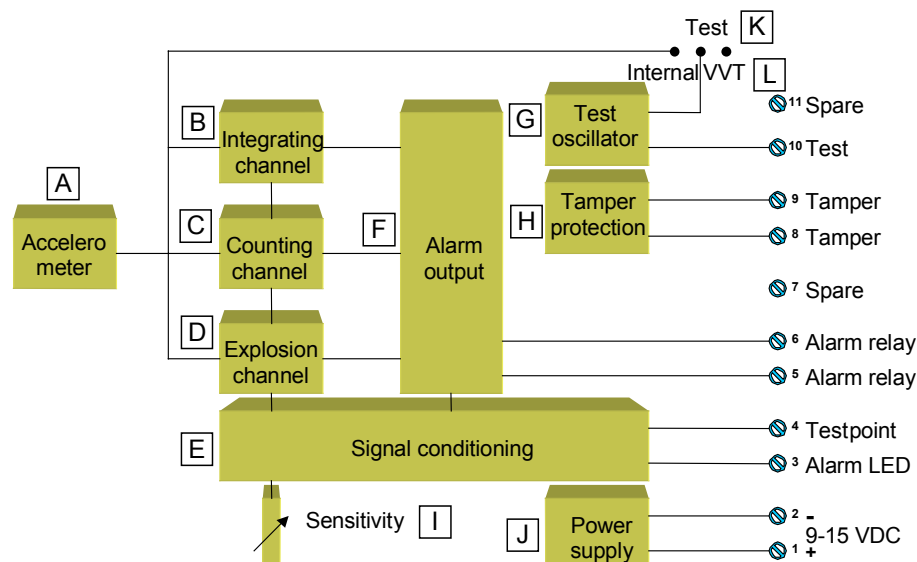 Test K
Internal VVT L
B
Integrating
channel
G
Test
oscillator
11 Spare
10 Test
A
Accelero
meter
C
Counting
channel
F
Alarm
output
H
Tamper
protection
9 Tamper
8 Tamper
7 Spare
D
Explosion
channel
6 Alarm relay
5 Alarm relay
E
Signal conditioning
4 Testpoint
3 Alarm LED
Sensitivity I
J
Power
supply
2 -
9-15 VDC
1 +